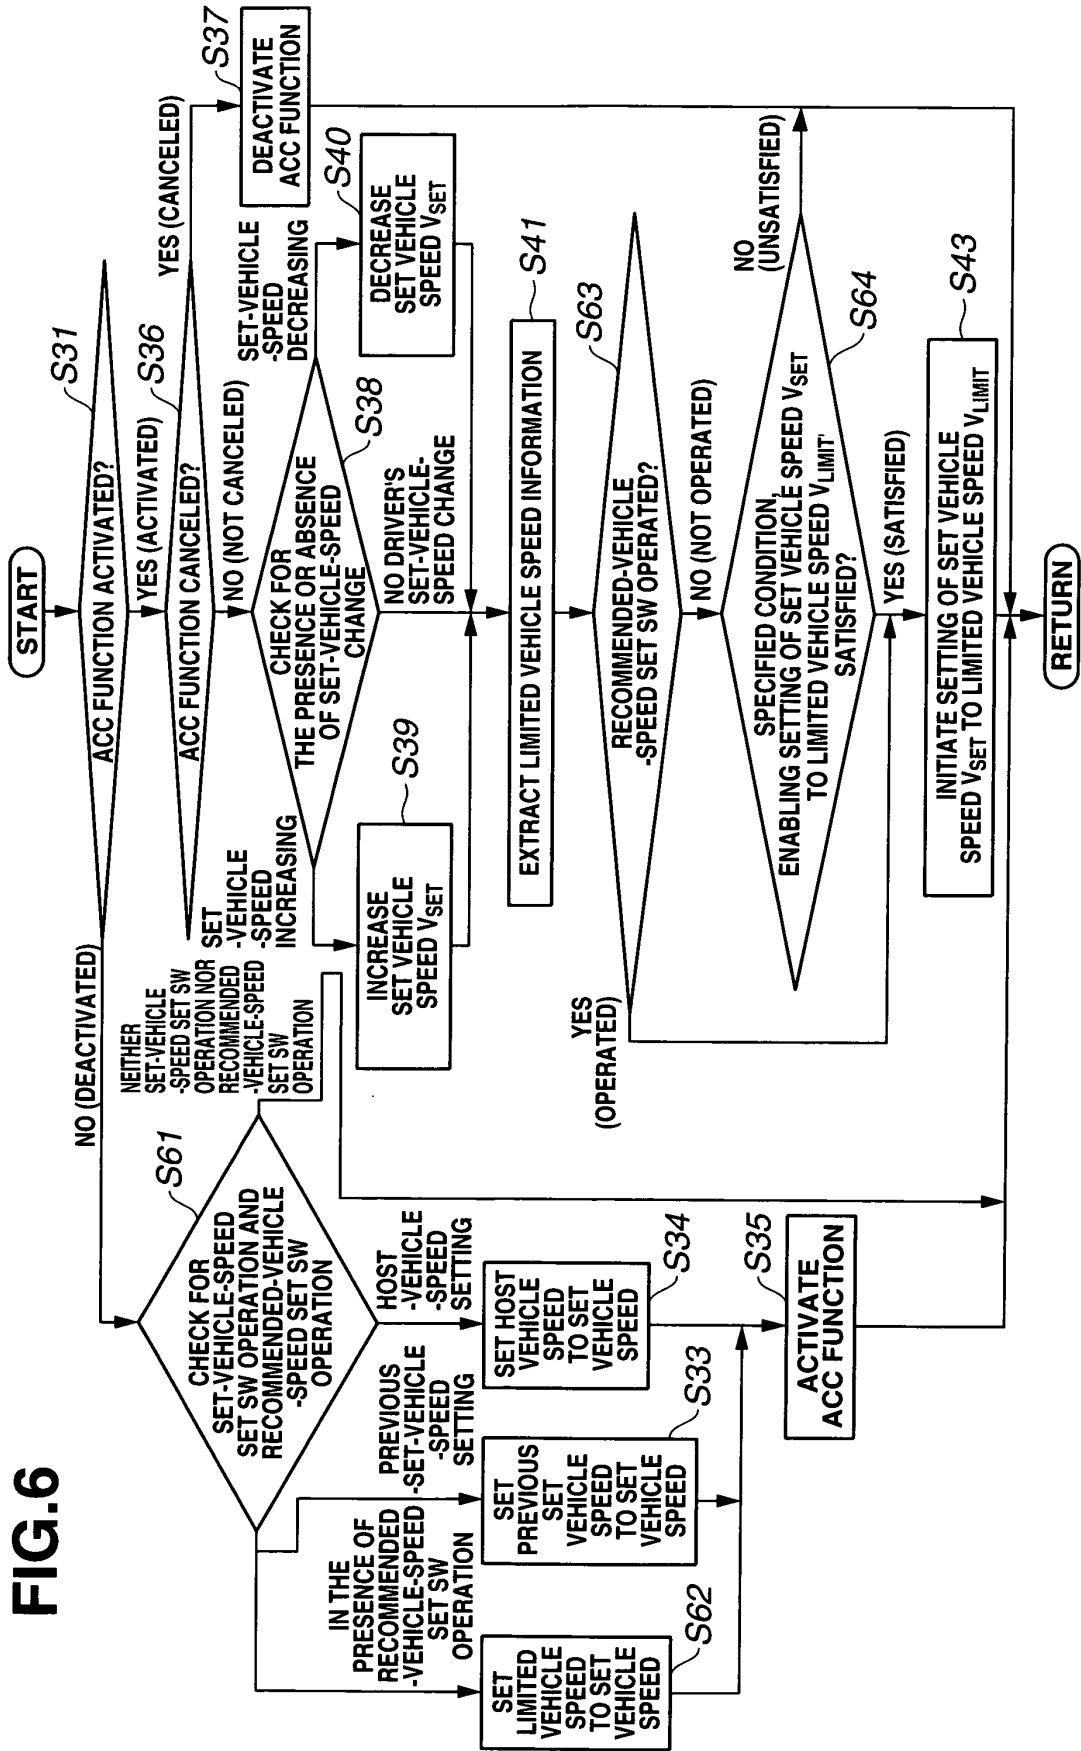 FIG.6
START
ACC FUNCTION ACTIVATED?
S31
NO (DEACTIVATED)
YES (ACTIVATED)
ACC FUNCTION CANCELED?
S36
YES (CANCELED)
NO (NOT CANCELED)
DEACTIVATE
ACC FUNCTION
S37
CHECK FOR
THE PRESENCE OR ABSENCE
OF SET-VEHICLE-SPEED
CHANGE
S38
SET
-VEHICLE
-SPEED
INCREASING
SET-VEHICLE
-SPEED
DECREASING
NO DRIVER'S
SET-VEHICLE-
SPEED CHANGE
INCREASE
SET VEHICLE
SPEED VSET
S39
DECREASE
SET VEHICLE
SPEED VSET
S40
EXTRACT LIMITED VEHICLE SPEED INFORMATION
S41
RECOMMENDED-VEHICLE
-SPEED SET SW OPERATED?
S63
YES
(OPERATED)
NO (NOT OPERATED)
SPECIFIED CONDITION,
ENABLING SETTING OF SET VEHICLE SPEED VSET
TO LIMITED VEHICLE SPEED VLIMIT'
SATISFIED?
S64
NO
(UNSATISFIED)
YES (SATISFIED)
INITIATE SETTING OF SET VEHICLE
SPEED VSET TO LIMITED VEHICLE SPEED VLIMIT
S43
RETURN
CHECK FOR
SET-VEHICLE-SPEED
SET SW OPERATION AND
RECOMMENDED-VEHICLE
-SPEED SET SW
OPERATION
S61
NEITHER
SET-VEHICLE
-SPEED SET SW
OPERATION NOR
RECOMMENDED
-VEHICLE-SPEED
SET SW
OPERATION
IN THE
PRESENCE OF
RECOMMENDED
-VEHICLE-SPEED
SET SW
OPERATION
PREVIOUS
-SET-VEHICLE
-SPEED
SETTING
HOST
-VEHICLE
-SPEED
SETTING
SET
LIMITED
VEHICLE
SPEED
TO SET
VEHICLE
SPEED
S62
SET
PREVIOUS
SET
VEHICLE
SPEED
TO SET
VEHICLE
SPEED
S33
SET HOST
VEHICLE
SPEED
TO SET
VEHICLE
SPEED
S34
ACTIVATE
ACC FUNCTION
S35